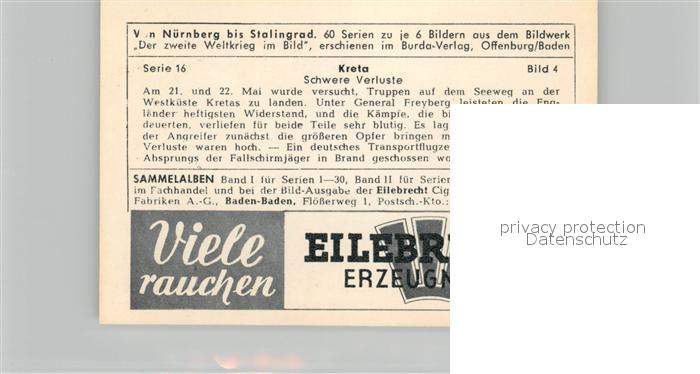 Von Nürnberg bis Stalingrad. 60 Serien zu je 6 Bildern aus dem Bildwerk
„Der zweite Weltkrieg im Bild“, erschienen im Burda-Verlag, Offenburg/Baden
Serie 16 Kreta Bild 4
Schwere Verluste
Am 21. und 22. Mai wurde versucht, Truppen auf dem Seeweg an der
Westküste Kretas zu landen. Unter General Freyberg leisteten die Eng-
länder heftigsten Widerstand, und die Kämpfe, die bi
deuerten, verliefen für beide Teile sehr blutig. Es lag
der Angreifer zunächst die größeren Opfer bringen m
Verluste waren hoch. — Ein deutsches Transportflugze
Absprungs der Fallschirmjäger in Brand geschossen wo
SAMMELALBEN Band I für Serien 1—30, Band II für Serien
im Fachhandel und bei der Bild-Ausgabe der Eilebrecht Cig
Fabriken A.-G., Baden-Baden, Flößerweg 1, Postsch.-Kto.:
Viele
rauchen
EILEBR
ERZEUGN
privacy protection
Datenschutz